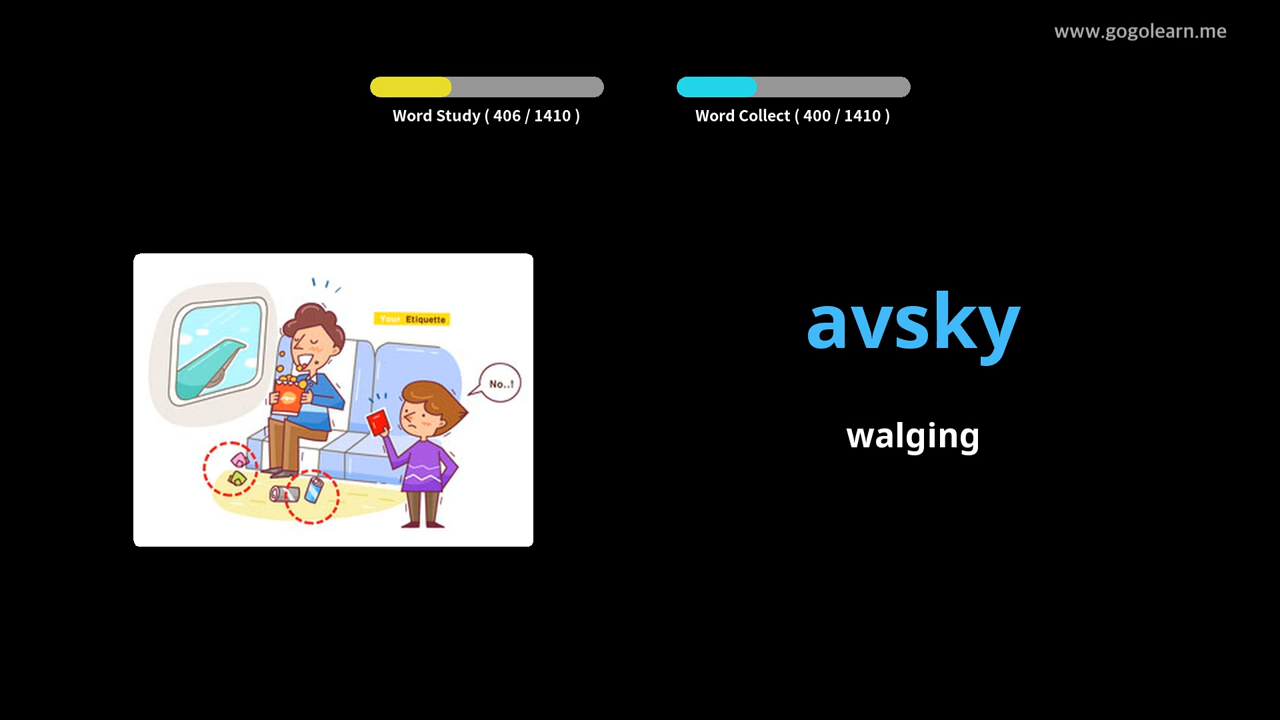 www.gogolearn.me
Word Study ( 406 / 1410 )
Word Collect ( 400 / 1410 )
Your Etiquette
No..!
avsky
walging